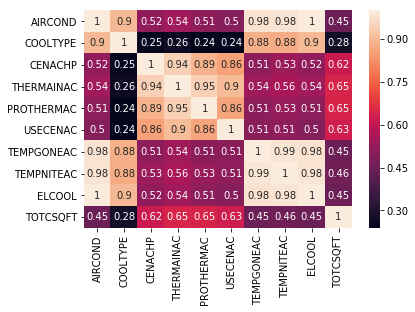 AIRCOND 1 0.9 0.52 0.54 0.51 0.5 0.98 0.98 1 0.45
COOLTYPE 0.9 1 0.25 0.26 0.24 0.24 0.88 0.88 0.9 0.28
CENACHP 0.52 0.25 1 0.94 0.89 0.86 0.51 0.53 0.52 0.62
THERMAINAC 0.54 0.26 0.94 1 0.95 0.9 0.54 0.56 0.54 0.65
PROTHERMAC 0.51 0.24 0.89 0.95 1 0.86 0.51 0.53 0.51 0.65
USECENAC 0.5 0.24 0.86 0.9 0.86 1 0.51 0.51 0.5 0.63
TEMPGONEAC 0.98 0.88 0.51 0.54 0.51 0.51 1 0.99 0.98 0.45
TEMPNITEAC 0.98 0.88 0.53 0.56 0.53 0.51 0.99 1 0.98 0.46
ELCOOL 1 0.9 0.52 0.54 0.51 0.5 0.98 0.98 1 0.45
TOTCSQFT 0.45 0.28 0.62 0.65 0.65 0.63 0.45 0.46 0.45 1
AIRCOND
COOLTYPE
CENACHP
THERMAINAC
PROTHERMAC
USECENAC
TEMPGONEAC
TEMPNITEAC
ELCOOL
TOTCSQFT
0.90
0.75
0.60
0.45
0.30